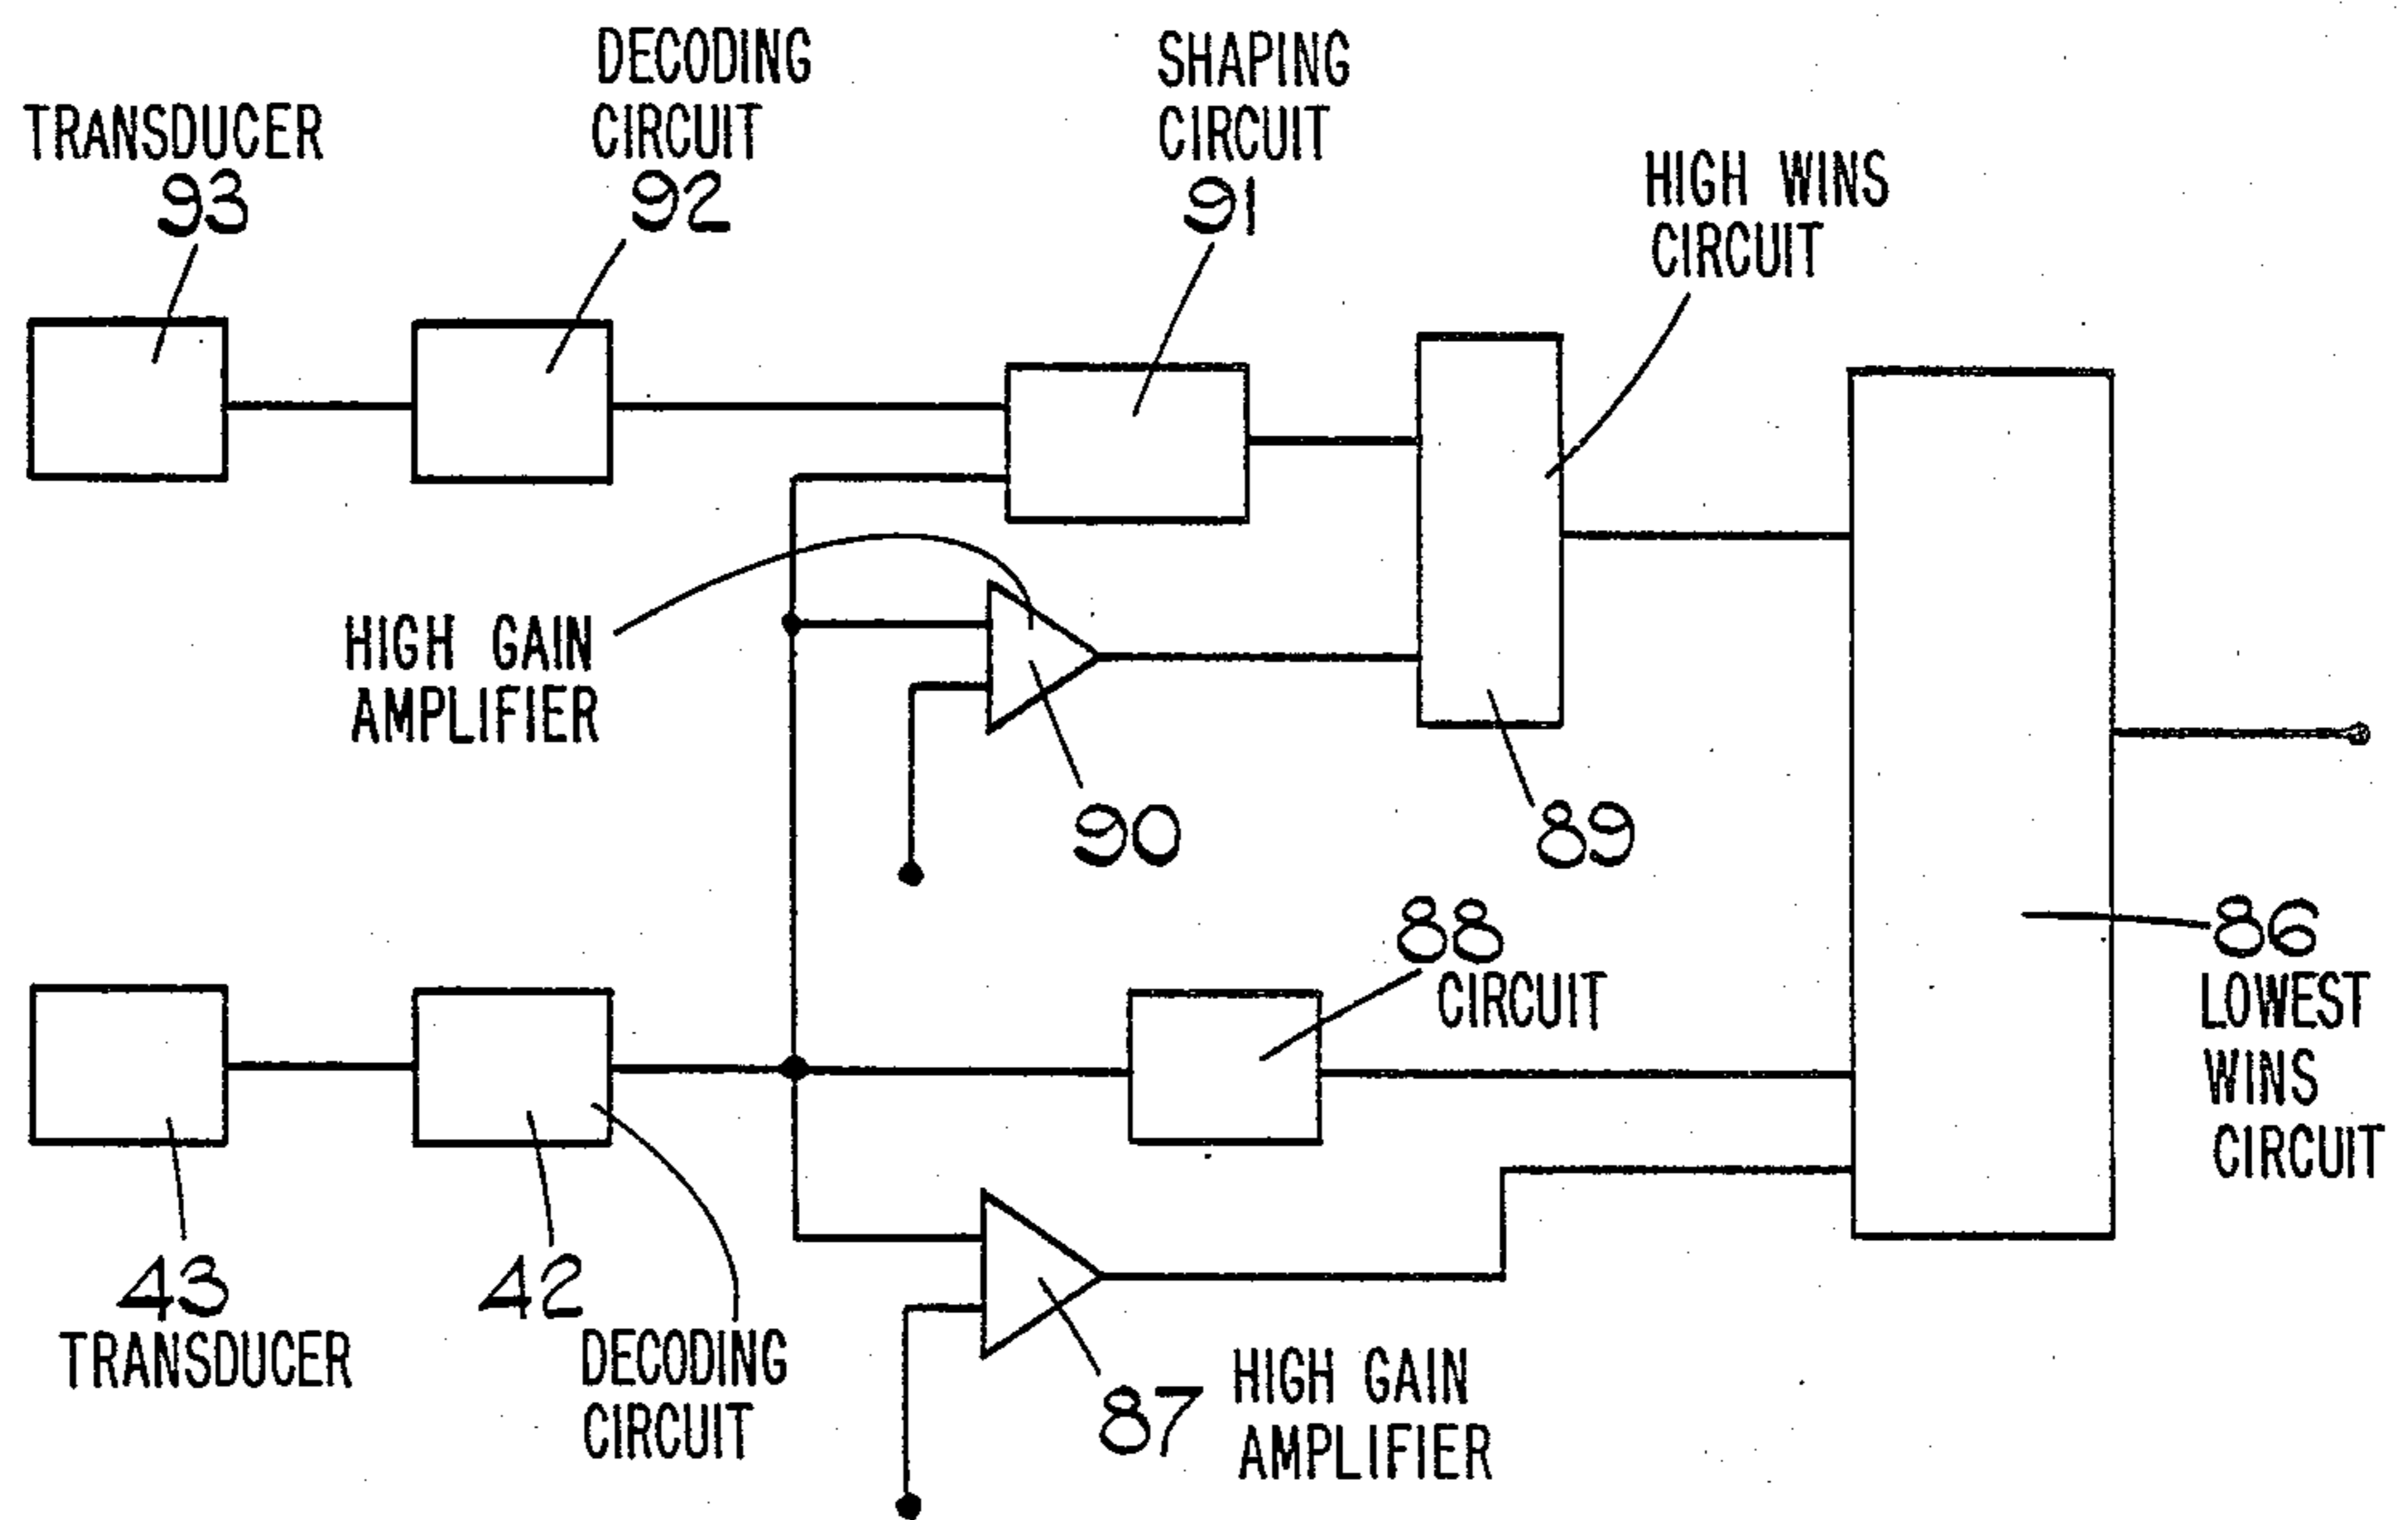 TRANSDUCER
93
DECODING
CIRCUIT
92
SHAPING
CIRCUIT
91
HIGH WINS
CIRCUIT
HIGH GAIN
AMPLIFIER
90
89
88
CIRCUIT
86
LOWEST
WINS
CIRCUIT
43
TRANSDUCER
42
DECODING
CIRCUIT
87
HIGH GAIN
AMPLIFIER